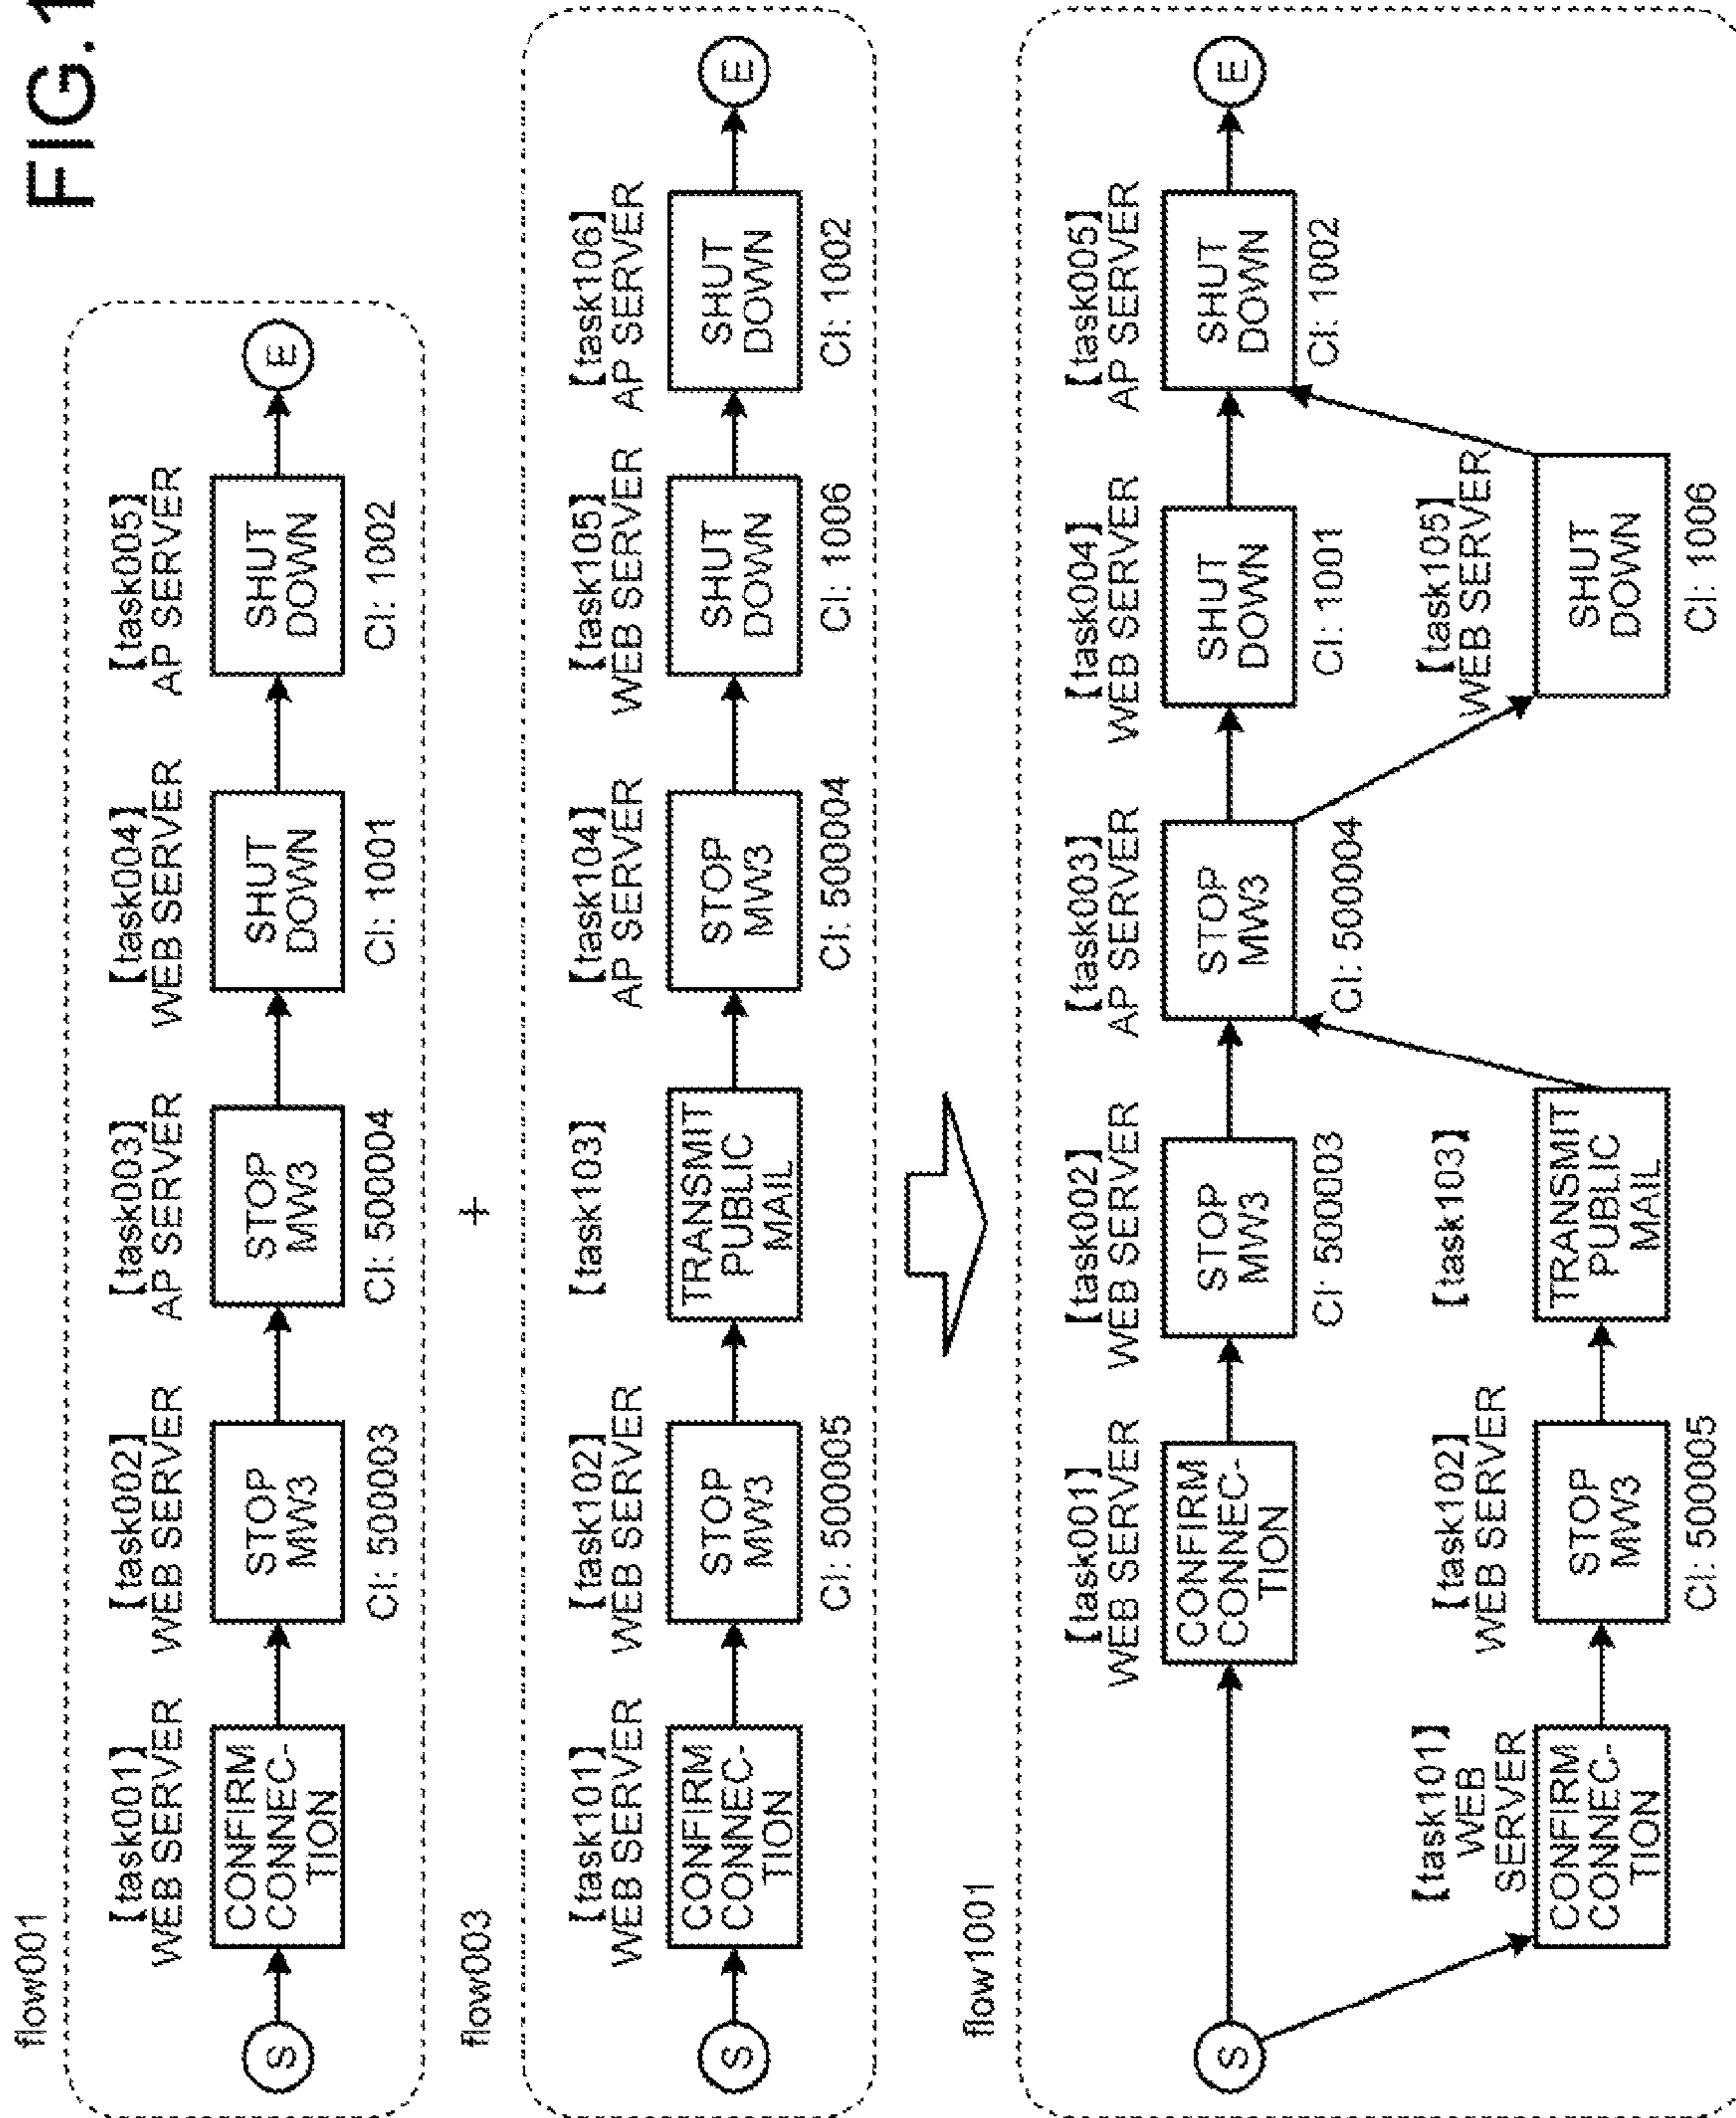 FIG.1
flow001
【task001】
WEB SERVER
【task002】
WEB SERVER
【task003】
AP SERVER
【task004】
WEB SERVER
【task005】
AP SERVER
S
CONFIRM
CONNEC-
TION
STOP
MW3
STOP
MW3
SHUT
DOWN
SHUT
DOWN
E
CI: 500003
CI: 500004
CI: 1001
CI: 1002
+
flow003
【task101】
WEB SERVER
【task102】
WEB SERVER
【task103】
【task104】
AP SERVER
【task105】
WEB SERVER
【task106】
AP SERVER
S
CONFIRM
CONNEC-
TION
STOP
MW3
TRANSMIT
PUBLIC
MAIL
STOP
MW3
SHUT
DOWN
SHUT
DOWN
E
CI: 500005
CI: 500004
CI: 1006
CI: 1002
flow1001
【task001】
WEB SERVER
【task002】
WEB SERVER
【task003】
AP SERVER
【task004】
WEB SERVER
【task005】
AP SERVER
S
CONFIRM
CONNEC-
TION
STOP
MW3
STOP
MW3
SHUT
DOWN
SHUT
DOWN
E
CI: 500003
CI: 500004
CI: 1001
CI: 1002
【task101】
WEB
SERVER
【task102】
WEB SERVER
【task103】
【task105】
WEB SERVER
CONFIRM
CONNEC-
TION
STOP
MW3
TRANSMIT
PUBLIC
MAIL
SHUT
DOWN
CI: 500005
CI: 1006